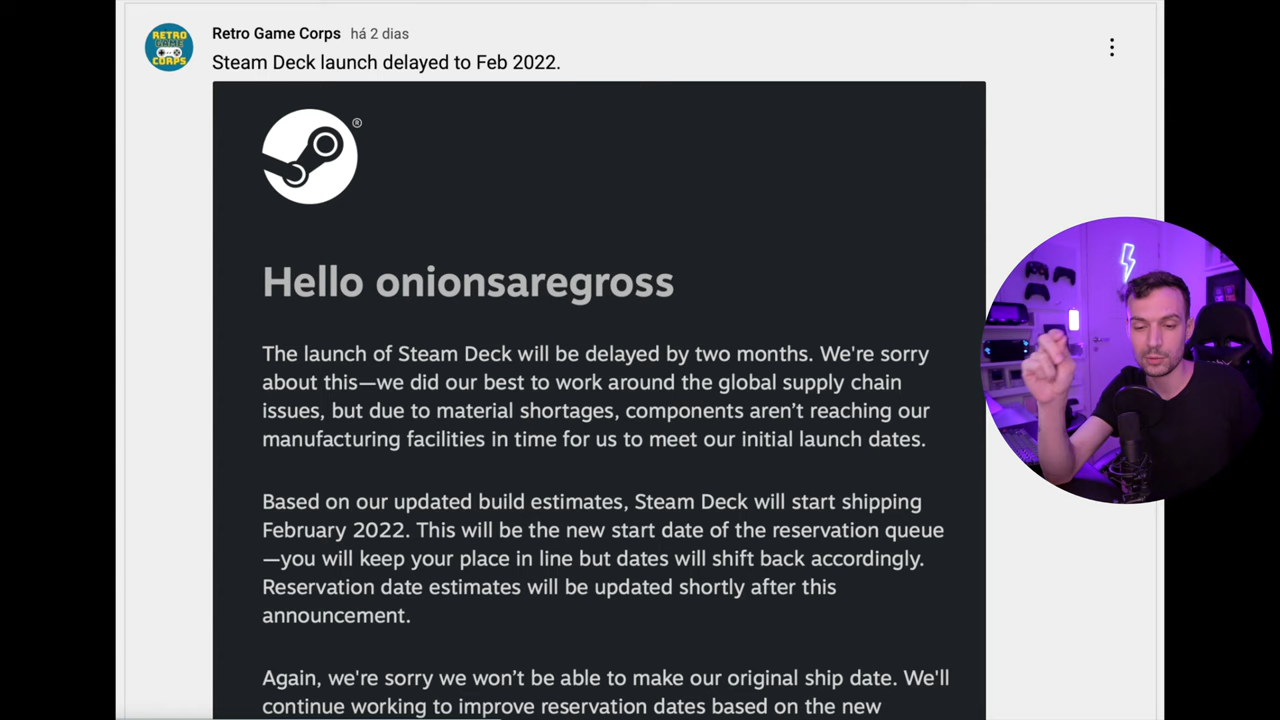 RETRO
GAME
CORPS
Retro Game Corps há 2 dias
Steam Deck launch delayed to Feb 2022.
®
Hello onionsaregross
The launch of Steam Deck will be delayed by two months. We're sorry
about this—we did our best to work around the global supply chain
issues, but due to material shortages, components aren't reaching our
manufacturing facilities in time for us to meet our initial launch dates.
Based on our updated build estimates, Steam Deck will start shipping
February 2022. This will be the new start date of the reservation queue
—you will keep your place in line but dates will shift back accordingly.
Reservation date estimates will be updated shortly after this
announcement.
Again, we're sorry we won't be able to make our original ship date. We'll
continue working to improve reservation dates based on the new